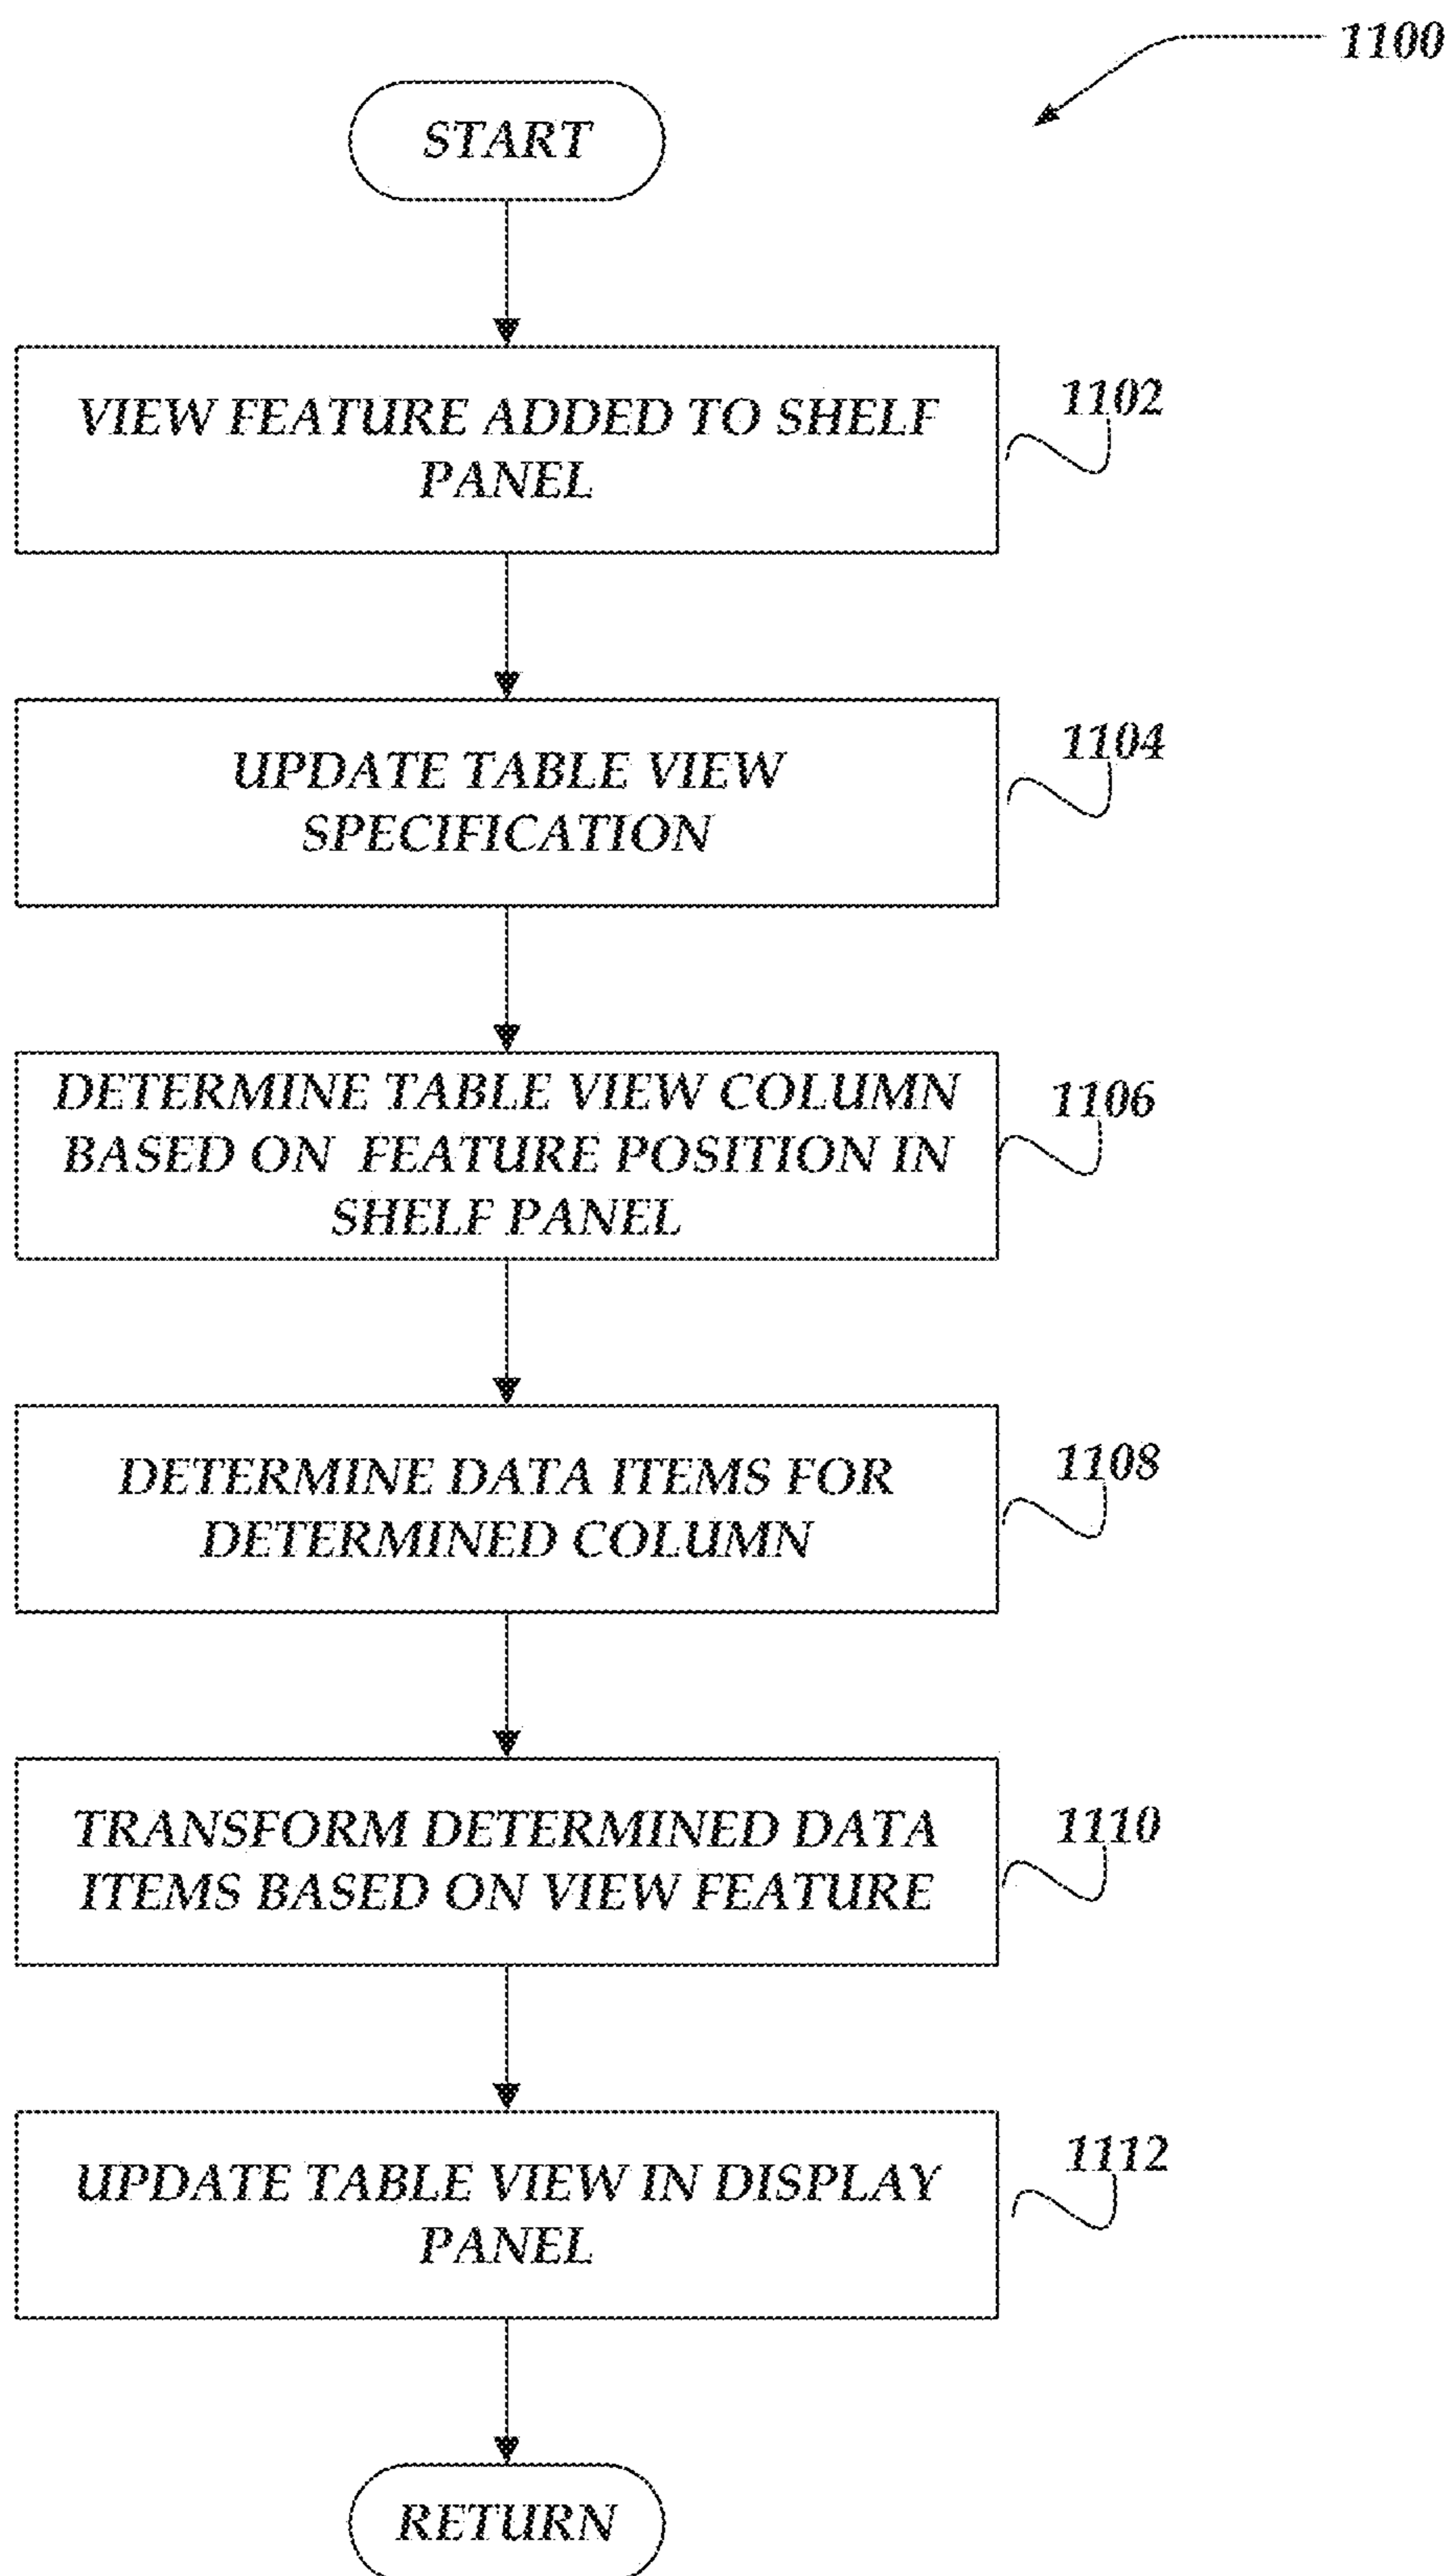 1100
START
VIEW FEATURE ADDED TO SHELF
PANEL
1102
UPDATE TABLE VIEW
SPECIFICATION
1104
DETERMINE TABLE VIEW COLUMN
BASED ON FEATURE POSITION IN
SHELF PANEL
1106
DETERMINE DATA ITEMS FOR
DETERMINED COLUMN
1108
TRANSFORM DETERMINED DATA
ITEMS BASED ON VIEW FEATURE
1110
UPDATE TABLE VIEW IN DISPLAY
PANEL
1112
RETURN